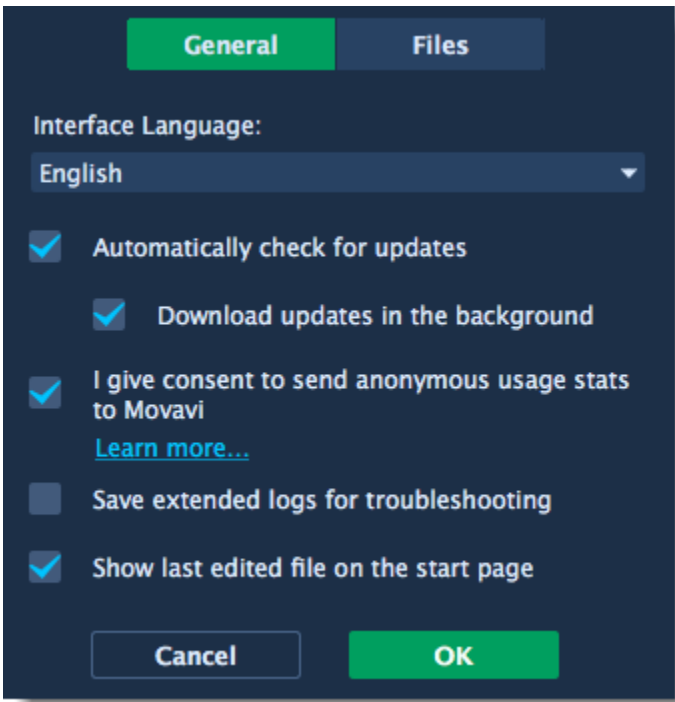 General Files
Interface Language:
English
Automatically check for updates
Download updates in the background
I give consent to send anonymous usage stats
to Movavi
Learn more...
Save extended logs for troubleshooting
Show last edited file on the start page
Cancel OK